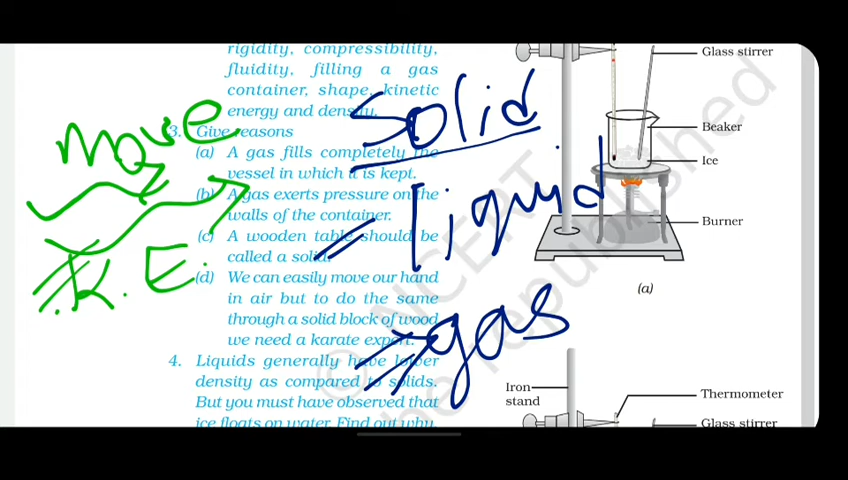 rigidity, compressibility,
fluidity, filling a gas
container, shape, kinetic
energy and density.
3. Give reasons
(a) A gas fills completely the
vessel in which it is kept.
(b) A gas exerts pressure on the
walls of the container.
(c) A wooden table should be
called a solid.
(d) We can easily move our hand
in air but to do the same
through a solid block of wood
we need a karate expert.
4. Liquids generally have lower
density as compared to solids.
But you must have observed that
ice floats on water. Find out why.
move
K.E.
solid
liquid
gas
Glass stirrer
Beaker
Ice
Burner
(a)
Iron
stand
Thermometer
Glass stirrer
© NCERT
be republished